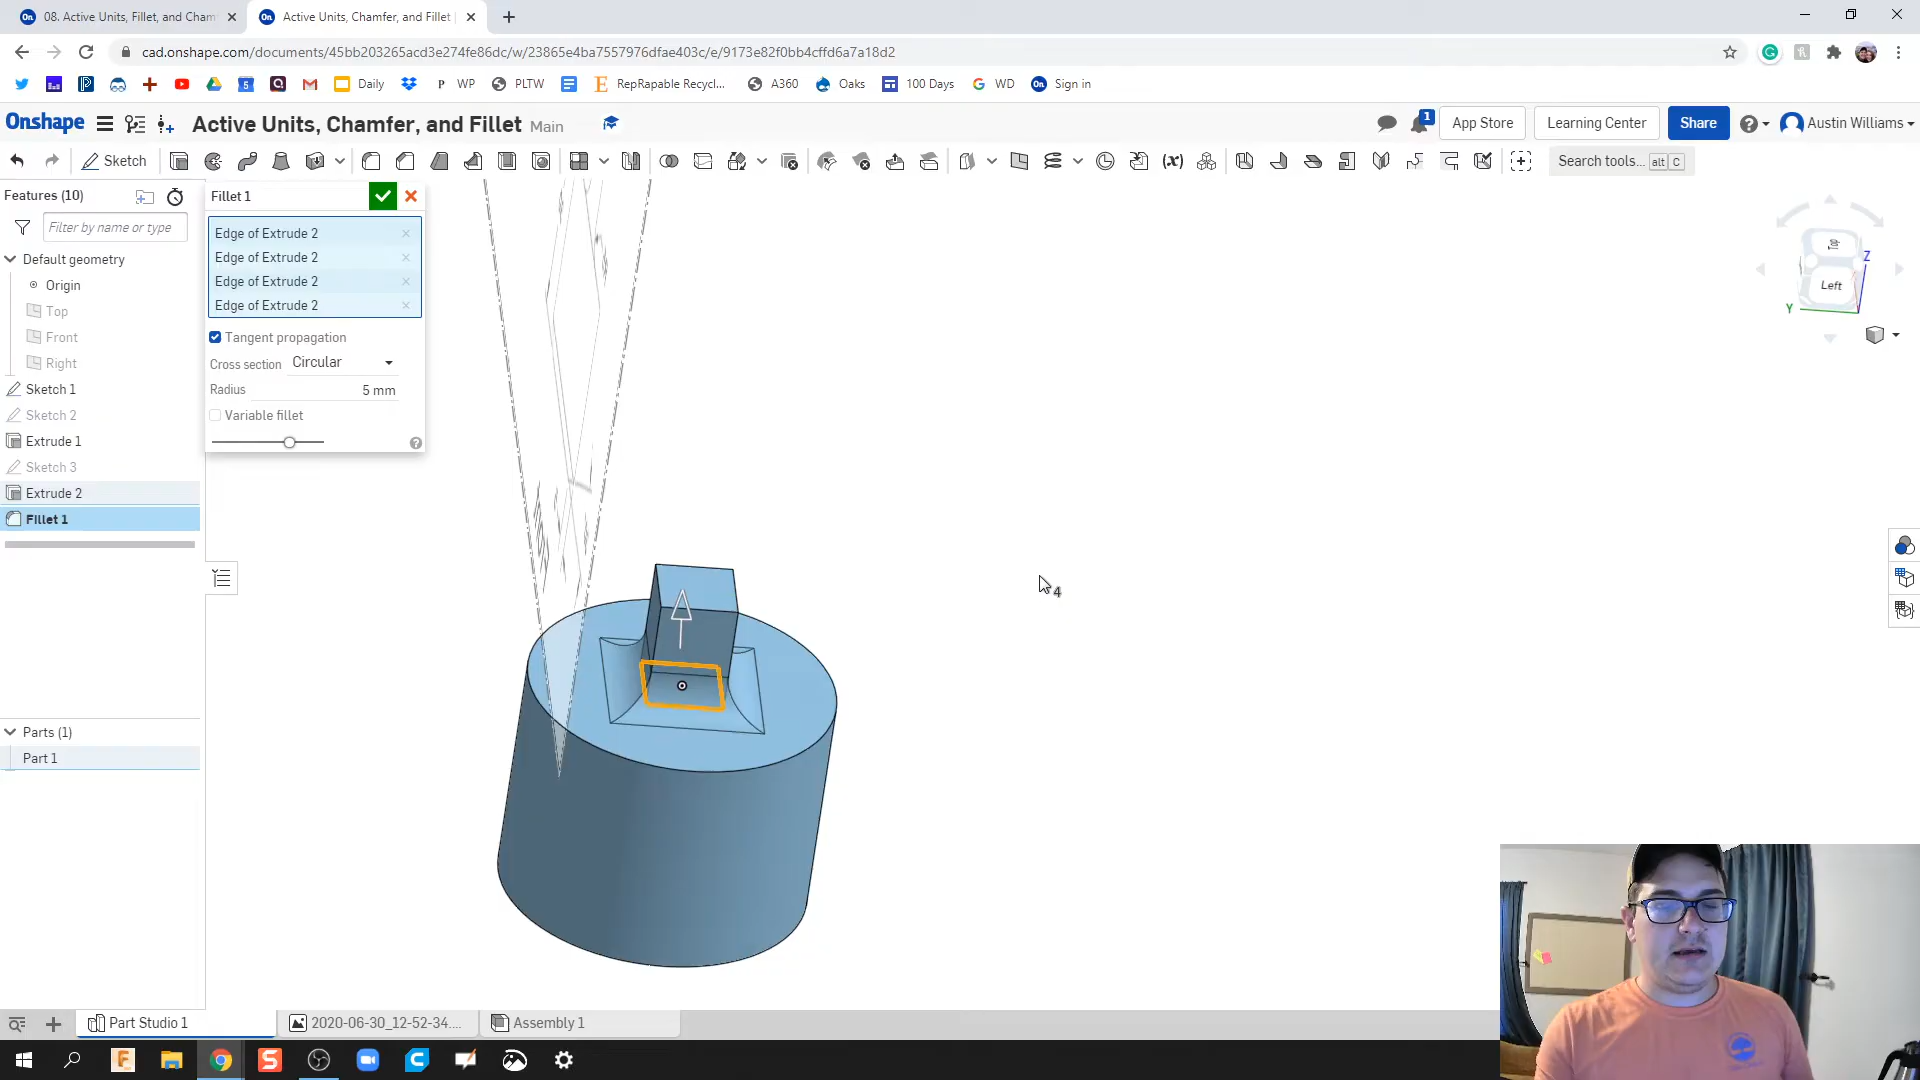 08. Active Units, Fillet, and Cham
Active Units, Chamfer, and Fillet |
cad.onshape.com/documents/45bb203265acd3e274fe86dc/w/23865e4ba7557976dfae403c/e/9173e82f0bb4cffd6a7a18d2
Daily
WP
PLTW
RepRapable Recycl...
A360
Oaks
100 Days
WD
Sign in
Onshape
Active Units, Chamfer, and Fillet Main
1
App Store
Learning Center
Share
Austin Williams
Sketch
Search tools... alt C
Features (10)
Filter by name or type
Default geometry
Origin
Top
Front
Right
Sketch 1
Sketch 2
Extrude 1
Sketch 3
Extrude 2
Fillet 1
Parts (1)
Part 1
Fillet 1
Edge of Extrude 2
Edge of Extrude 2
Edge of Extrude 2
Edge of Extrude 2
Tangent propagation
Cross section Circular
Radius 5 mm
Variable fillet
Z
Left
Y
4
Part Studio 1
2020-06-30_12-52-34....
Assembly 1